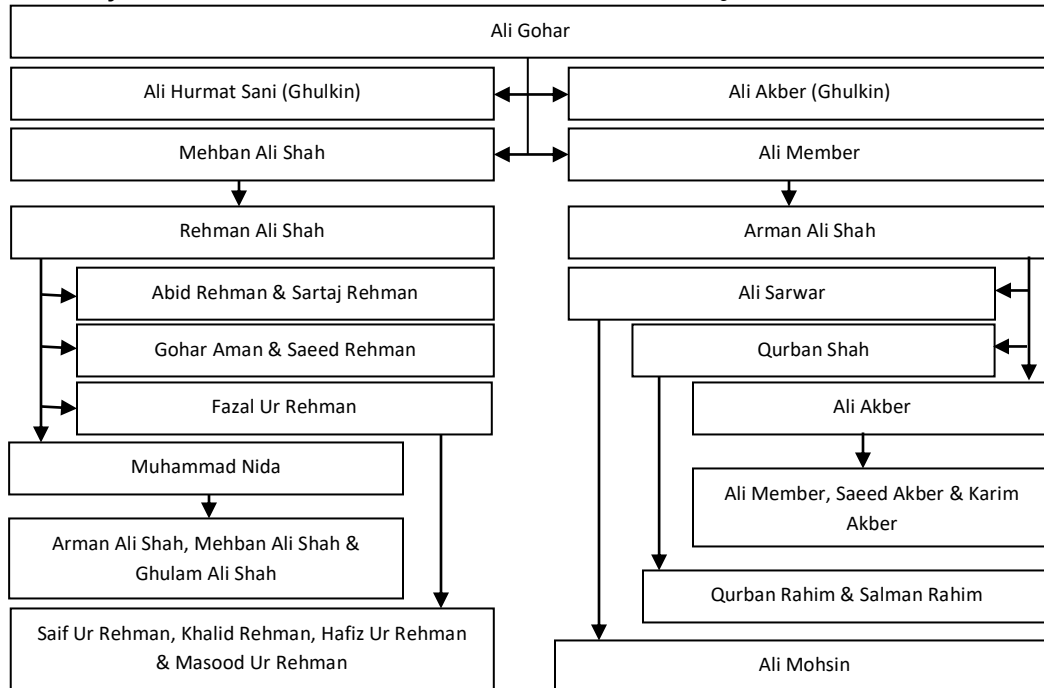 Ali Gohar
Ali Hurmat Sani (Ghulkin)
Ali Akber (Ghulkin)
Mehban Ali Shah
Ali Member
Rehman Ali Shah
Arman Ali Shah
Abid Rehman & Sartaj Rehman
Ali Sarwar
Gohar Aman & Saeed Rehman
Qurban Shah
Fazal Ur Rehman
Ali Akber
Muhammad Nida
Ali Member, Saeed Akber & Karim
Akber
Arman Ali Shah, Mehban Ali Shah &
Ghulam Ali Shah
Qurban Rahim & Salman Rahim
Saif Ur Rehman, Khalid Rehman, Hafiz Ur Rehman
& Masood Ur Rehman
Ali Mohsin